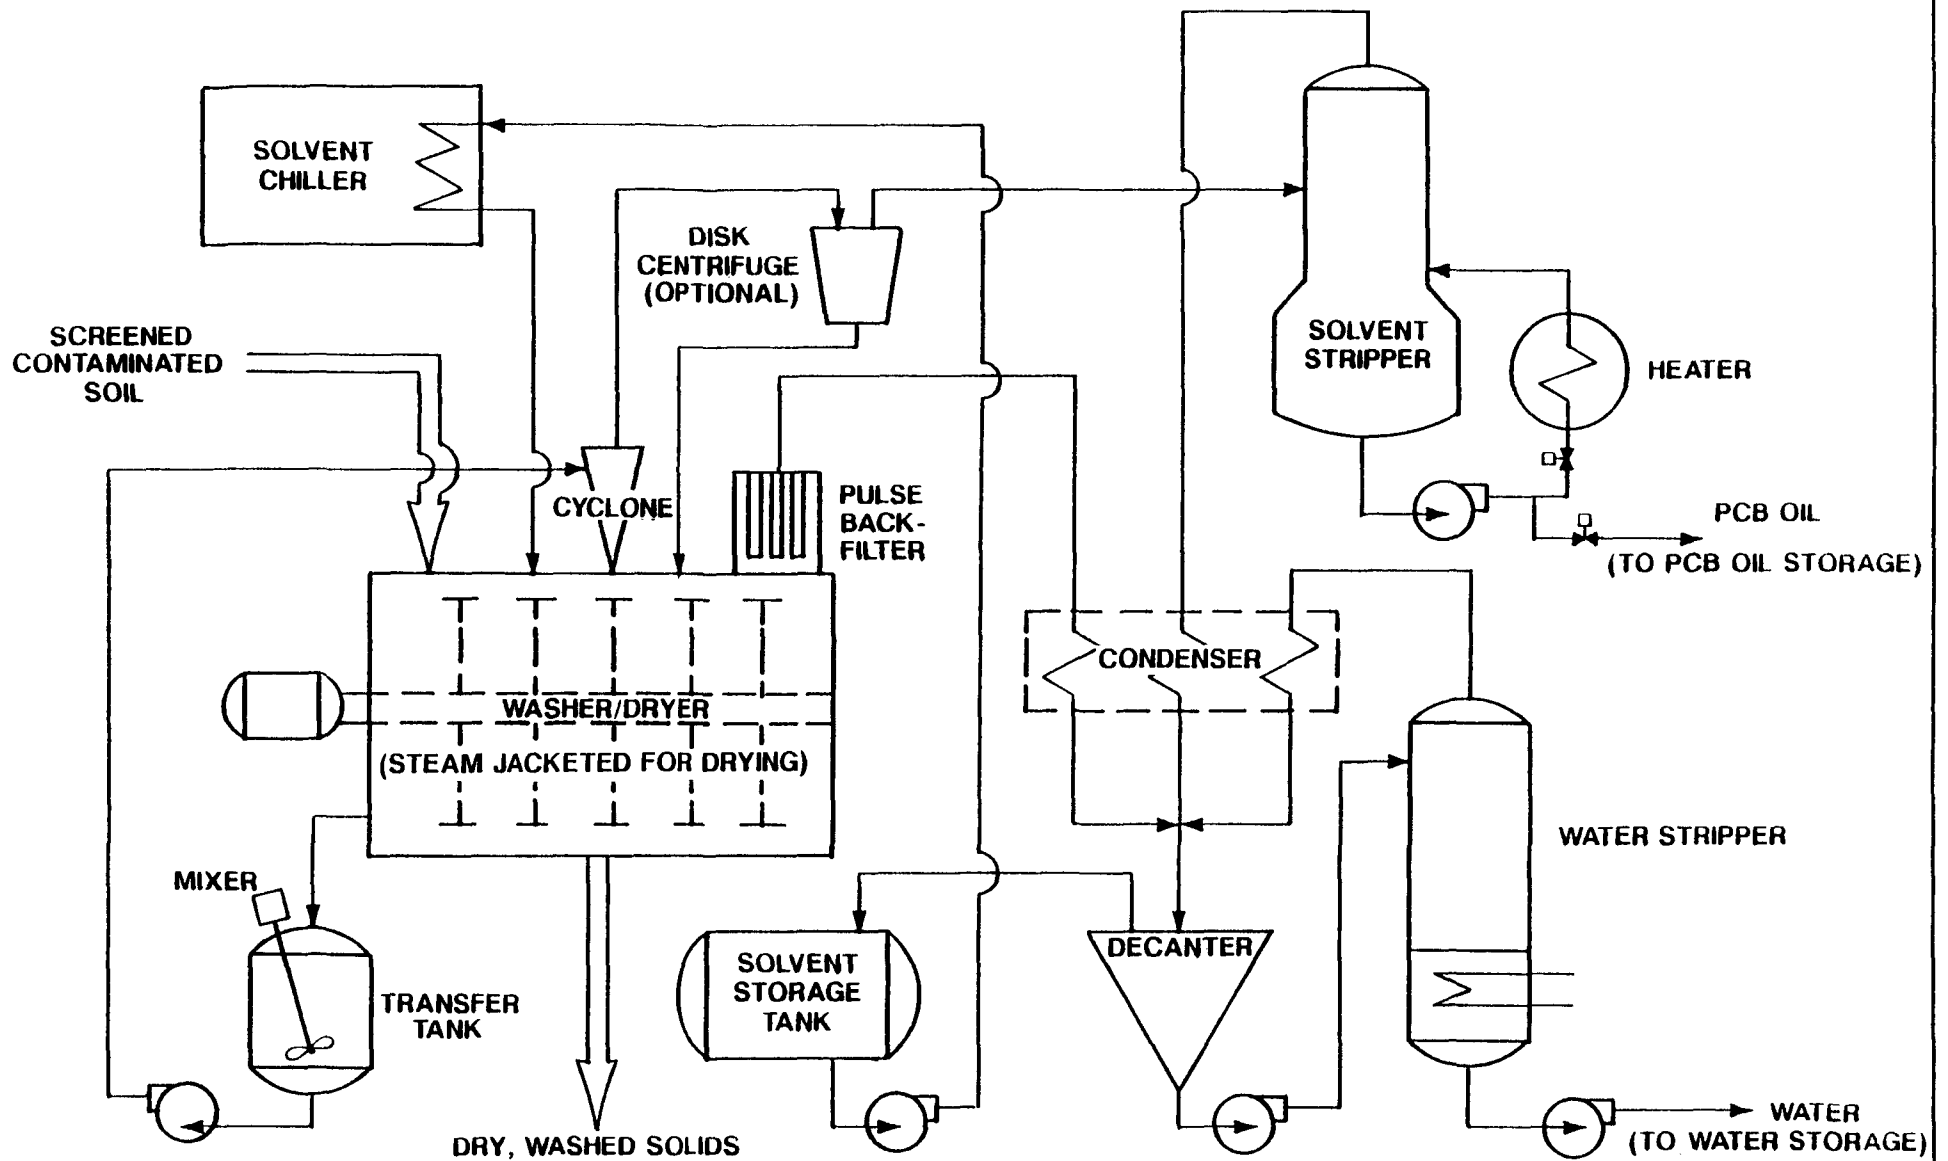 SOLVENT
CHILLER
DISK
CENTRIFUGE
(OPTIONAL)
SCREENED
CONTAMINATED
SOIL
SOLVENT
STRIPPER
HEATER
CYCLONE
PULSE
BACK-
FILTER
PCB OIL
(TO PCB OIL STORAGE)
CONDENSER
WASHER/DRYER
(STEAM JACKETED FOR DRYING)
WATER STRIPPER
MIXER
TRANSFER
TANK
SOLVENT
STORAGE
TANK
DECANTER
DRY, WASHED SOLIDS
WATER
(TO WATER STORAGE)